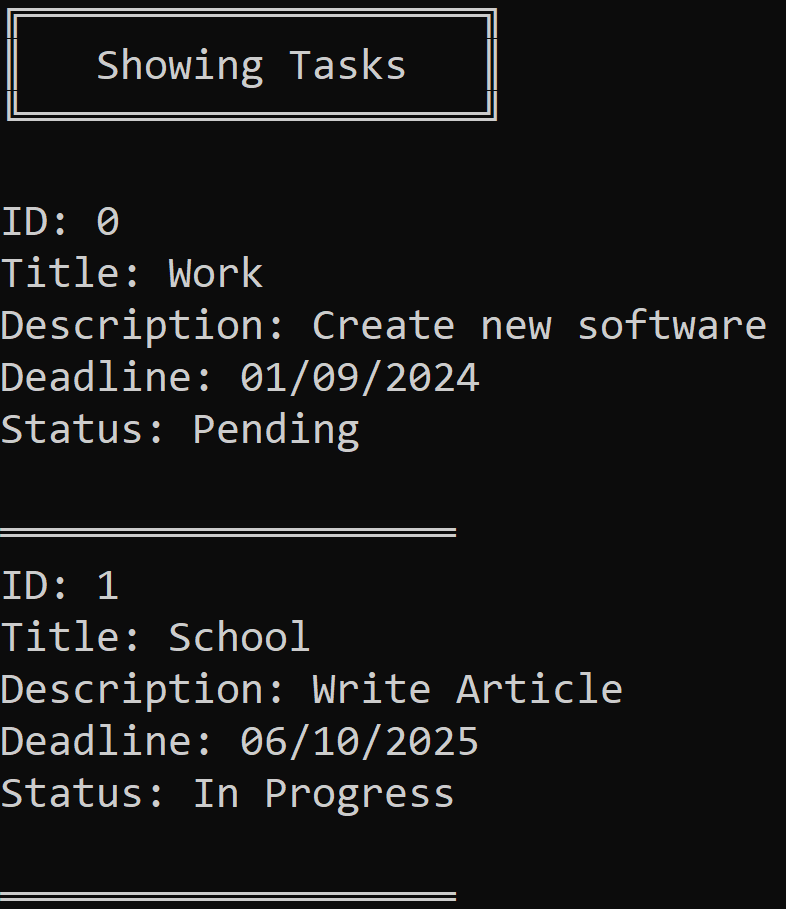 Showing Tasks
ID: 0
Title: Work
Description: Create new software
Deadline: 01/09/2024
Status: Pending
ID: 1
Title: School
Description: Write Article
Deadline: 06/10/2025
Status: In Progress